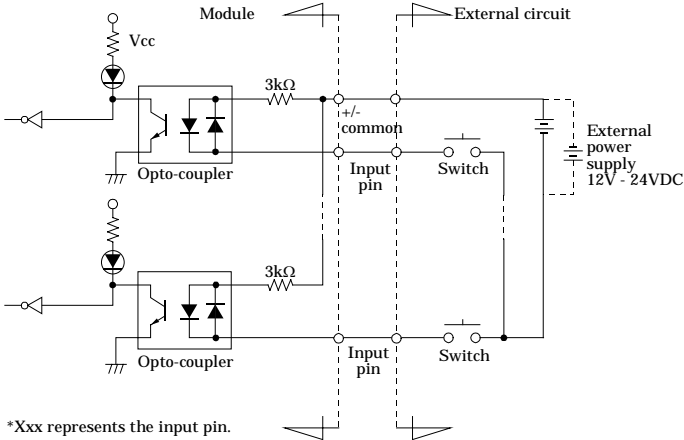 Module
External circuit
Vcc
3kΩ
+/-
common
External
power
supply
12V - 24VDC
Opto-coupler
Input
pin
Switch
3kΩ
Opto-coupler
Input
pin
Switch
*Xxx represents the input pin.